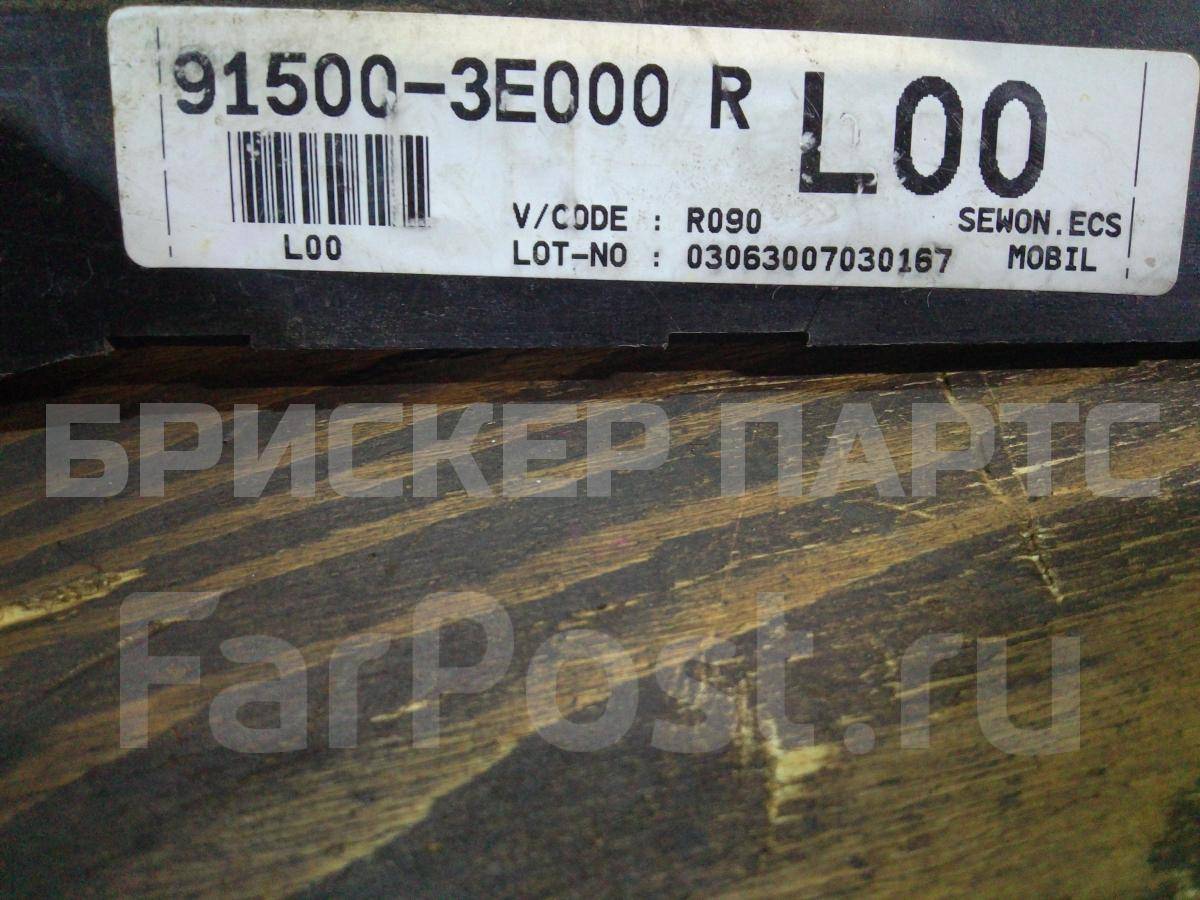 91500-3E000 R L00
L00
V/CODE : R090 SEWON.ECS
LOT-NO : 03063007030167 MOBIL
БРИСКЕР ПАРТС
FarPost.ru